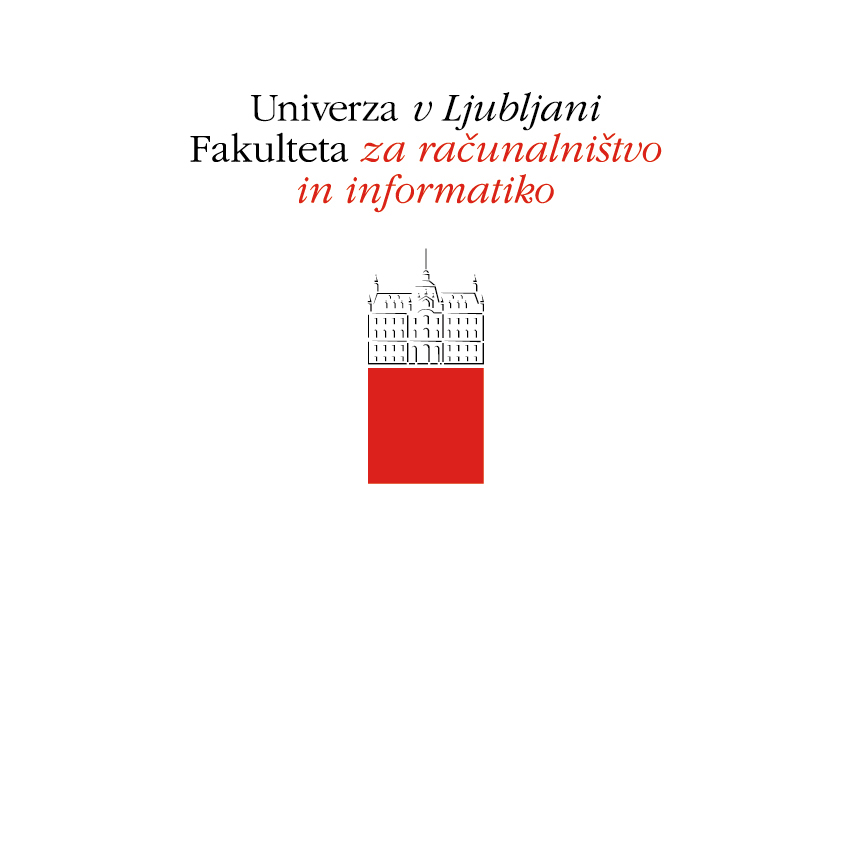 Univerza v Ljubljani
Fakulteta za računalništvo
in informatiko